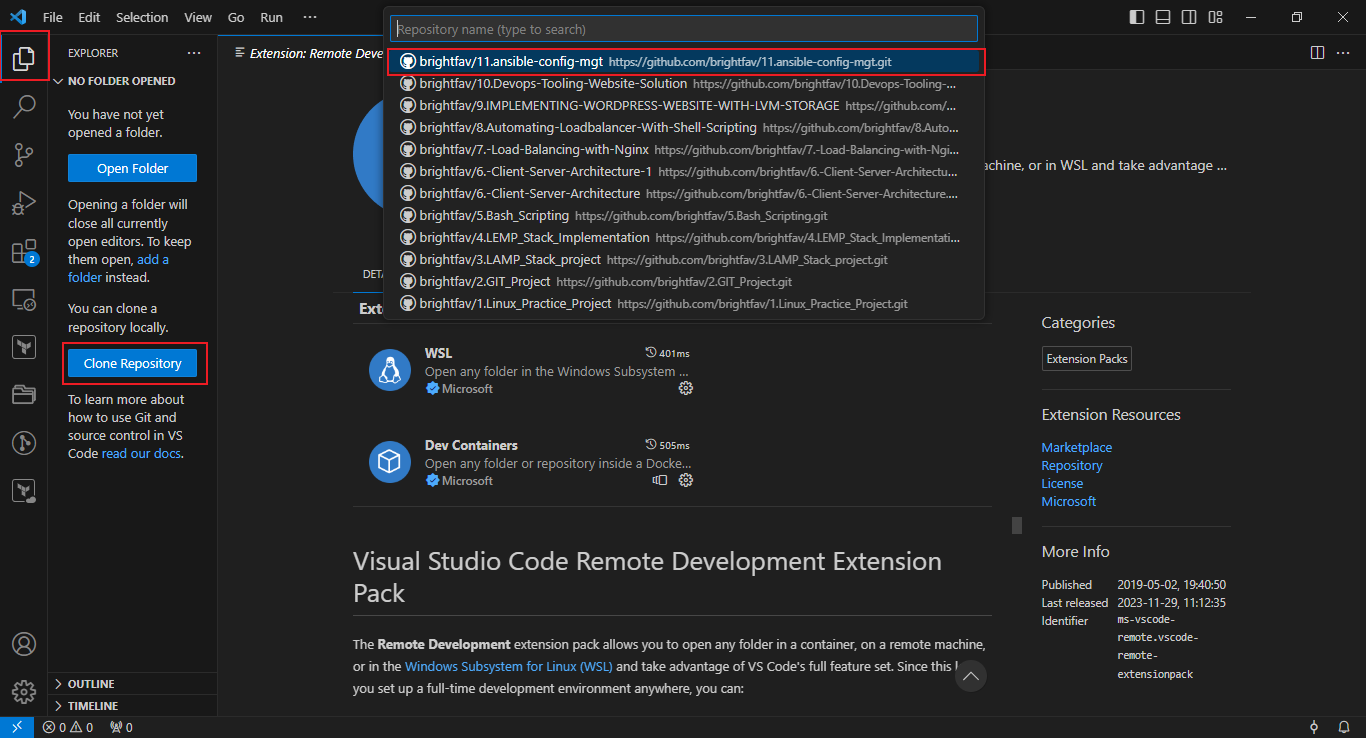 File Edit Selection View Go Run ···
Repository name (type to search)
EXPLORER ···
Extension: Remote Deve
NO FOLDER OPENED
You have not yet
opened a folder.
Open Folder
Opening a folder will
close all currently
open editors. To keep
them open, add a
folder instead.
You can clone a
repository locally.
Clone Repository
To learn more about
how to use Git and
source control in VS
Code read our docs.
OUTLINE
TIMELINE
2
brightfav/11.ansible-config-mgt https://github.com/brightfav/11.ansible-config-mgt.git
brightfav/10.Devops-Tooling-Website-Solution https://github.com/brightfav/10.Devops-Tooling-...
brightfav/9.IMPLEMENTING-WORDPRESS-WEBSITE-WITH-LVM-STORAGE https://github.com/...
brightfav/8.Automating-Loadbalancer-With-Shell-Scripting https://github.com/brightfav/8.Auto...
brightfav/7.-Load-Balancing-with-Nginx https://github.com/brightfav/7.-Load-Balancing-with-Ngi...
brightfav/6.-Client-Server-Architecture-1 https://github.com/brightfav/6.-Client-Server-Architectu...
brightfav/6.-Client-Server-Architecture https://github.com/brightfav/6.-Client-Server-Architecture....
brightfav/5.Bash_Scripting https://github.com/brightfav/5.Bash_Scripting.git
brightfav/4.LEMP_Stack_Implementation https://github.com/brightfav/4.LEMP_Stack_Implementati...
brightfav/3.LAMP_Stack_project https://github.com/brightfav/3.LAMP_Stack_project.git
brightfav/2.GIT_Project https://github.com/brightfav/2.GIT_Project.git
brightfav/1.Linux_Practice_Project https://github.com/brightfav/1.Linux_Practice_Project.git
achine, or in WSL and take advantage ...
DETA
Exte
WSL 401ms
Open any folder in the Windows Subsystem ...
Microsoft
Dev Containers 505ms
Open any folder or repository inside a Docke...
Microsoft
Visual Studio Code Remote Development Extension
Pack
The Remote Development extension pack allows you to open any folder in a container, on a remote machine,
or in the Windows Subsystem for Linux (WSL) and take advantage of VS Code's full feature set. Since this
you set up a full-time development environment anywhere, you can:
Categories
Extension Packs
Extension Resources
Marketplace
Repository
License
Microsoft
More Info
Published 2019-05-02, 19:40:50
Last released 2023-11-29, 11:12:35
Identifier ms-vscode-
remote.vscode-
remote-
extensionpack
0 0 0